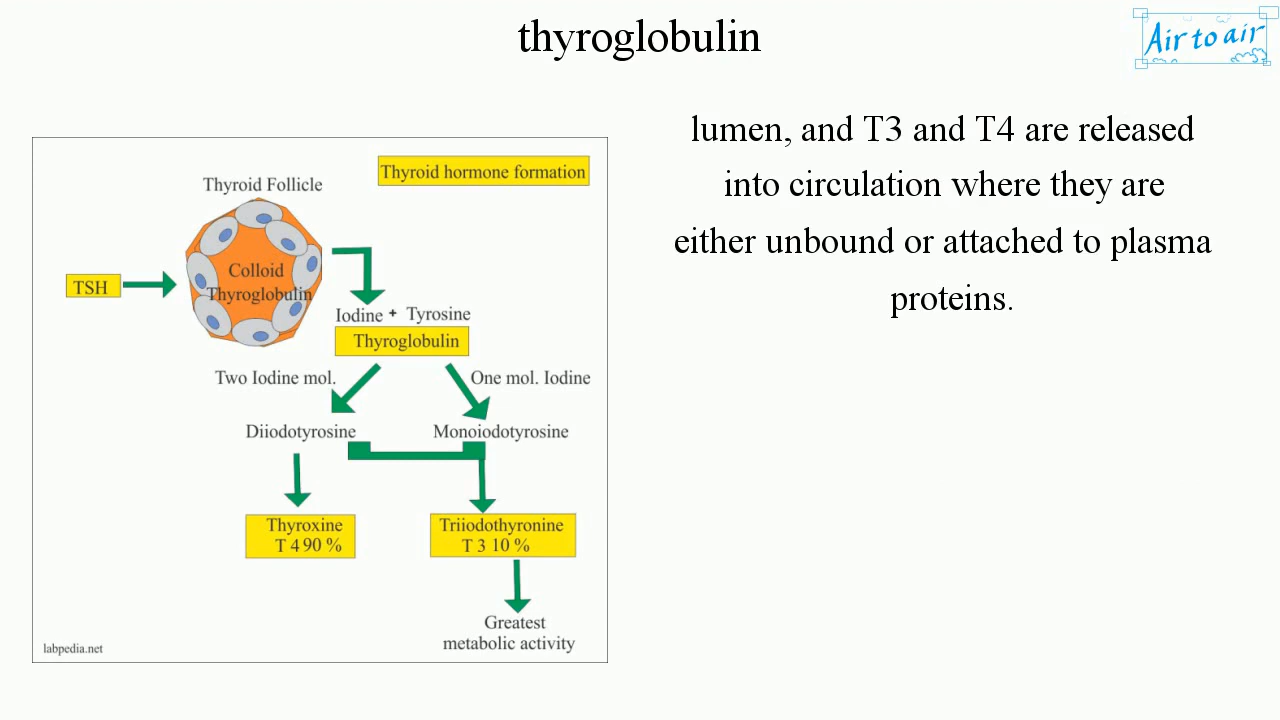 thyroglobulin
Air to air
lumen, and T3 and T4 are released
into circulation where they are
either unbound or attached to plasma
proteins.
Thyroid hormone formation
Thyroid Follicle
Colloid
Thyroglobulin
TSH
Iodine + Tyrosine
Thyroglubulin
Two Iodine mol.
One mol. Iodine
Diiodotyrosine
Monoiodotyrosine
Thyroxine
T 4 90 %
Triiodothyronine
T 3 10 %
Greatest
metabolic activity
labpedia.net